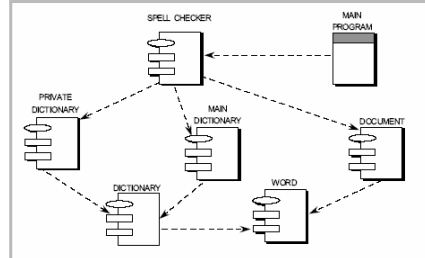 SPELL CHECKER
MAIN
PROGRAM
PRIVATE
DICTIONARY
MAIN
DICTIONARY
DOCUMENT
DICTIONARY
WORD